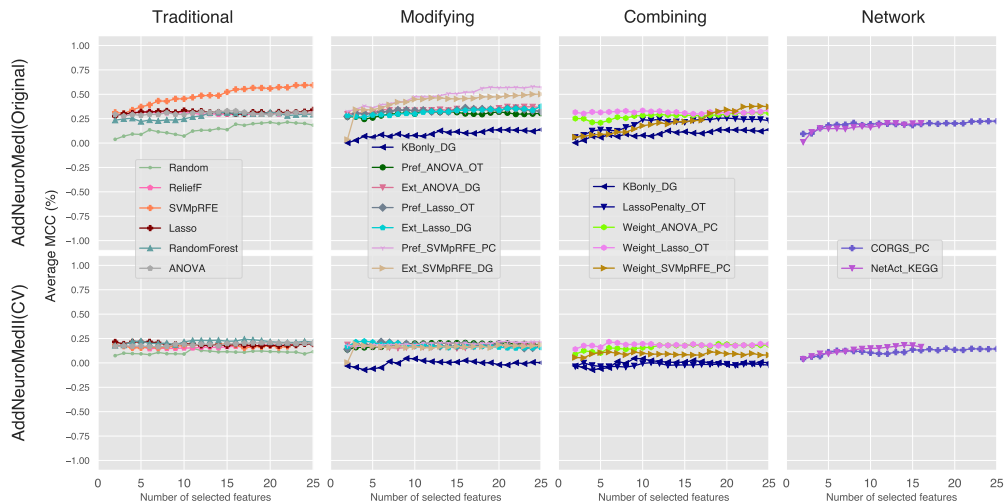 Traditional
Modifying
Combining
Network
AddNeuroMedI(Original)
AddNeuroMedII(CV)
Average MCC (%)
1.00
0.75
0.50
0.25
0.00
−0.25
−0.50
−0.75
−1.00
Random
ReliefF
SVMpRFE
Lasso
RandomForest
ANOVA
KBonly_DG
Pref_ANOVA_OT
Ext_ANOVA_DG
Pref_Lasso_OT
Ext_Lasso_DG
Pref_SVMpRFE_PC
Ext_SVMpRFE_DG
KBonly_DG
LassoPenalty_OT
Weight_ANOVA_PC
Weight_Lasso_OT
Weight_SVMpRFE_PC
CORGS_PC
NetAct_KEGG
1.00
0.75
0.50
0.25
0.00
−0.25
−0.50
−0.75
−1.00
0 5 10 15 20 25
0 5 10 15 20 25
0 5 10 15 20 25
0 5 10 15 20 25
Number of selected features
Number of selected features
Number of selected features
Number of selected features